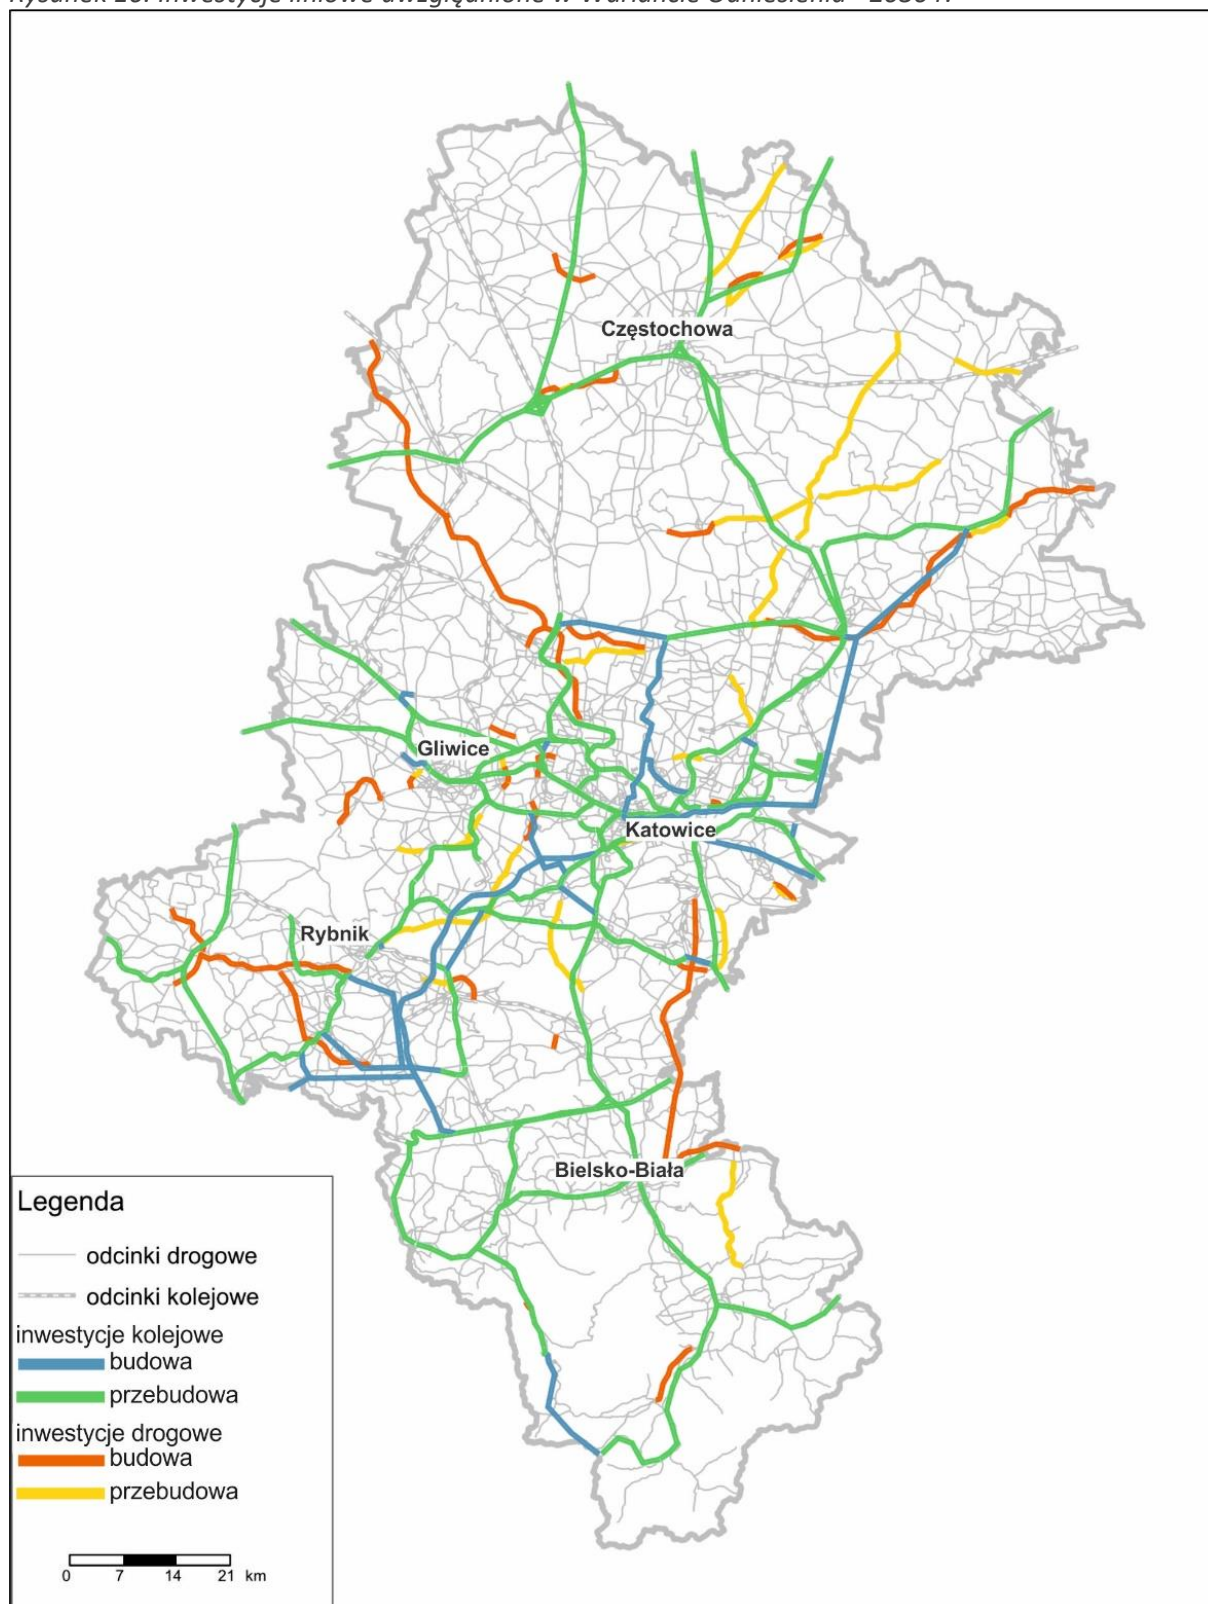 Częstochowa
Gliwice
Katowice
Rybnik
Bielsko-Biała
Legenda
odcinki drogowe
odcinki kolejowe
inwestycje kolejowe
budowa
przebudowa
inwestycje drogowe
budowa
przebudowa
0 7 14 21 km